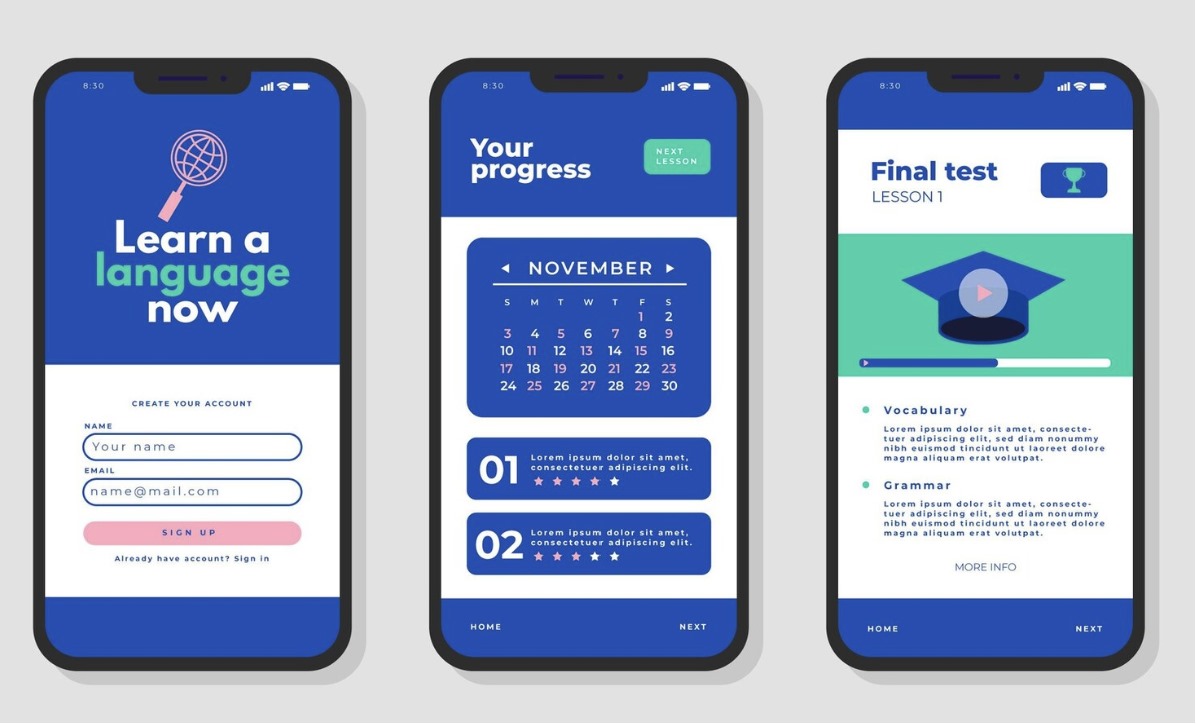 8:30
Learn a
language
now
CREATE YOUR ACCOUNT
NAME
Your name
EMAIL
name@mail.com
SIGN UP
Already have account? Sign in
8:30
Your
progress
NEXT
LESSON
NOVEMBER
S M T W T F S
1 2
3 4 5 6 7 8 9
10 11 12 13 14 15 16
17 18 19 20 21 22 23
24 25 26 27 28 29 30
01
Lorem ipsum dolor sit amet,
consectetuer adipiscing elit.
02
Lorem ipsum dolor sit amet,
consectetuer adipiscing elit.
HOME NEXT
8:30
Final test
LESSON 1
Vocabulary
Lorem ipsum dolor sit amet, consecte-
tuer adipiscing elit, sed diam nonummy
nibh euismod tincidunt ut laoreet dolore
magna aliquam erat volutpat.
Grammar
Lorem ipsum dolor sit amet, consecte-
tuer adipiscing elit, sed diam nonummy
nibh euismod tincidunt ut laoreet dolore
magna aliquam erat volutpat.
MORE INFO
HOME NEXT